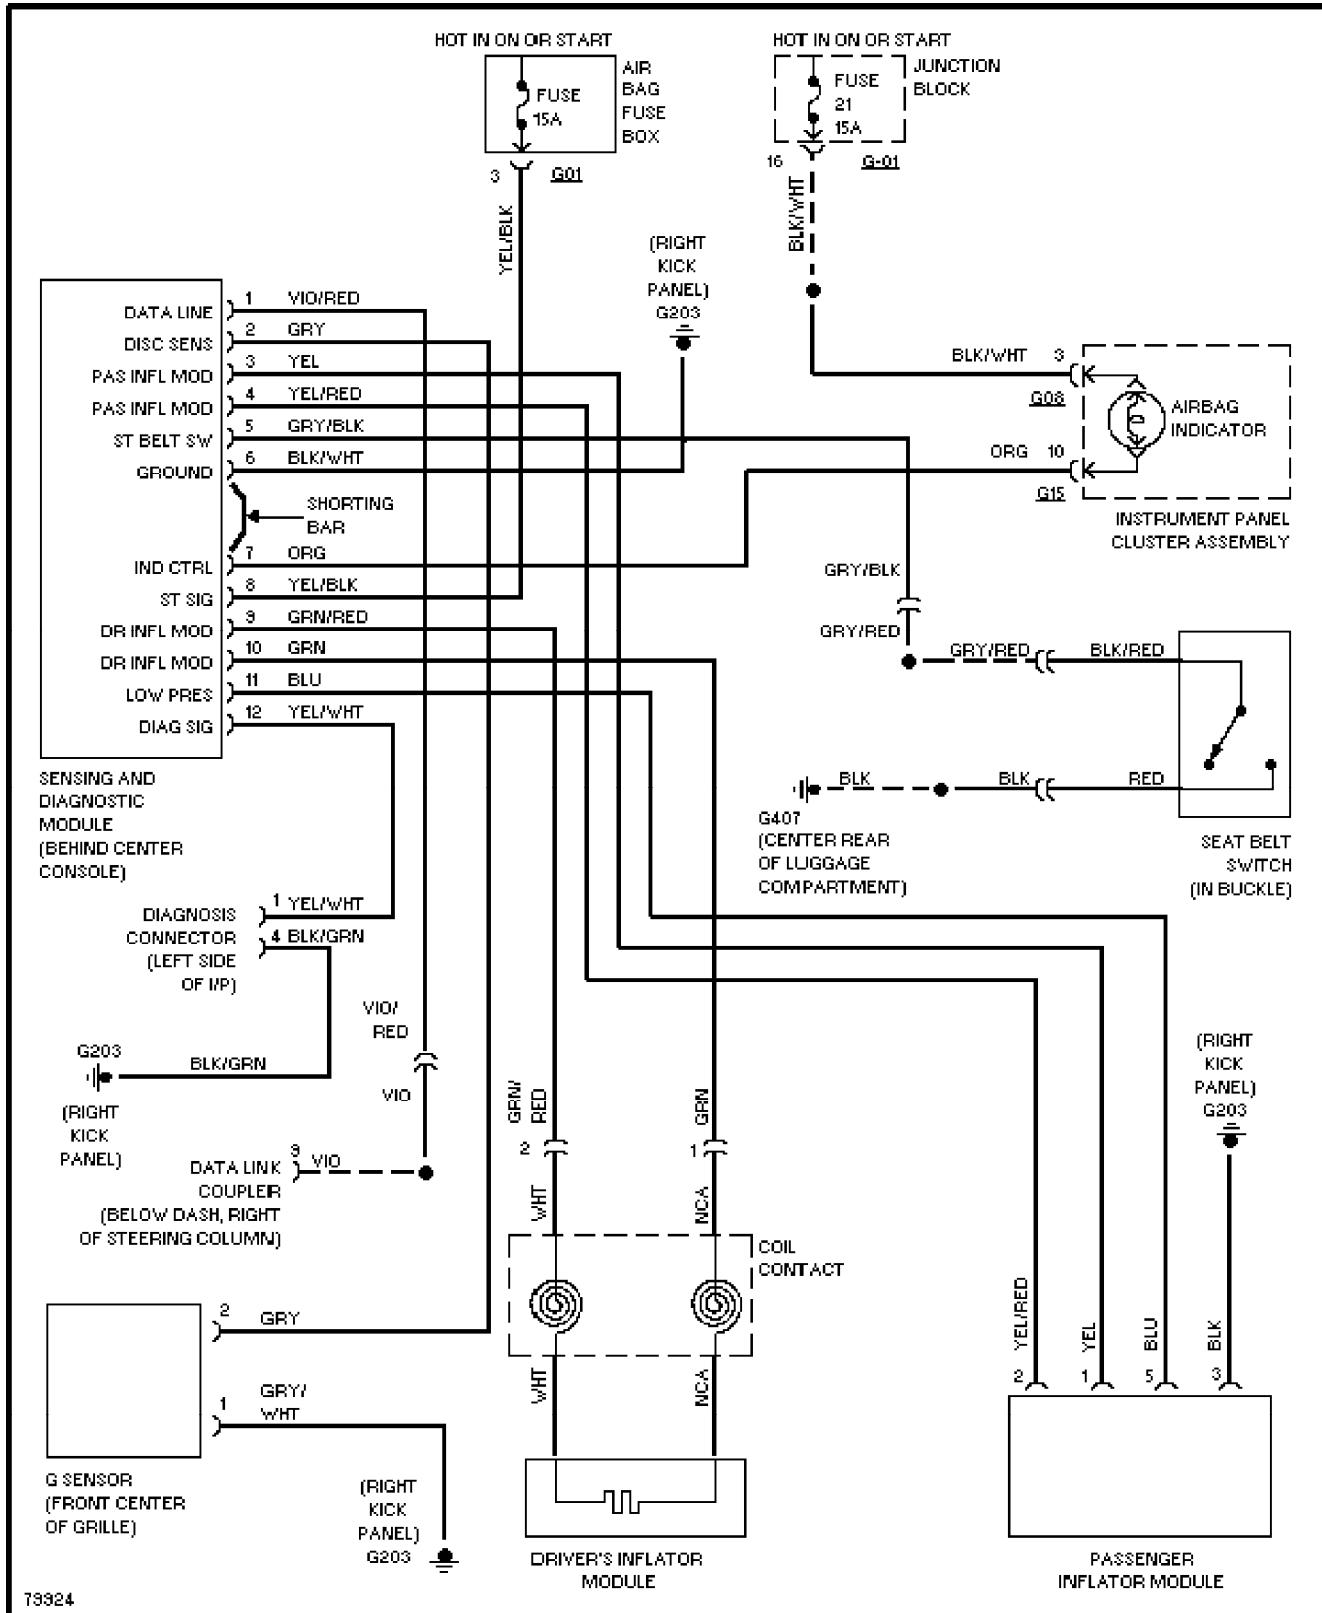 HOT IN ON OR START
FUSE
15A
AIR
BAG
FUSE
BOX
3
G01
YEL/BLK
HOT IN ON OR START
FUSE
21
15A
JUNCTION
BLOCK
16
G-01
BLK/WHT
(RIGHT
KICK
PANEL)
G203
DATA LINE
1
VIO/RED
DISC SENS
2
GRY
PAS INFL MOD
3
YEL
PAS INFL MOD
4
YEL/RED
ST BELT SW
5
GRY/BLK
GROUND
6
BLK/WHT
SHORTING
BAR
IND CTRL
7
ORG
ST SIG
8
YEL/BLK
DR INFL MOD
9
GRN/RED
DR INFL MOD
10
GRN
LOW PRES
11
BLU
DIAG SIG
12
YEL/WHT
SENSING AND
DIAGNOSTIC
MODULE
(BEHIND CENTER
CONSOLE)
BLK/WHT
3
G08
ORG
10
G15
AIRBAG
INDICATOR
INSTRUMENT PANEL
CLUSTER ASSEMBLY
GRY/BLK
GRY/RED
GRY/RED
BLK/RED
BLK
BLK
RED
G407
(CENTER REAR
OF LUGGAGE
COMPARTMENT)
SEAT BELT
SWITCH
(IN BUCKLE)
DIAGNOSIS
CONNECTOR
(LEFT SIDE
OF I/P)
1
YEL/WHT
4
BLK/GRN
G203
BLK/GRN
(RIGHT
KICK
PANEL)
VIO/
RED
VIO
DATA LINK
COUPLER
(BELOW DASH, RIGHT
OF STEERING COLUMN)
9
VIO
GRN/
RED
2
WHT
GRN
1
NCA
COIL
CONTACT
WHT
NCA
DRIVER'S INFLATOR
MODULE
2
GRY
1
GRY/
WHT
G SENSOR
(FRONT CENTER
OF GRILLE)
(RIGHT
KICK
PANEL)
G203
(RIGHT
KICK
PANEL)
G203
YEL/RED
YEL
BLU
BLK
2
1
5
3
PASSENGER
INFLATOR MODULE
79924